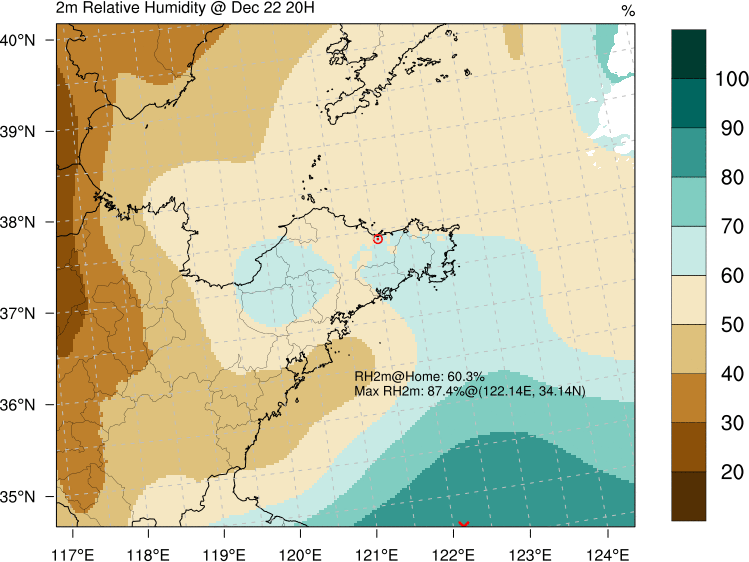 2m Relative Humidity @ Dec 22 20H
%
40°N
39°N
38°N
37°N
36°N
35°N
RH2m@Home: 60.3%
Max RH2m: 87.4%@(122.14E, 34.14N)
117°E 118°E 119°E 120°E 121°E 122°E 123°E 124°E
100
90
80
70
60
50
40
30
20